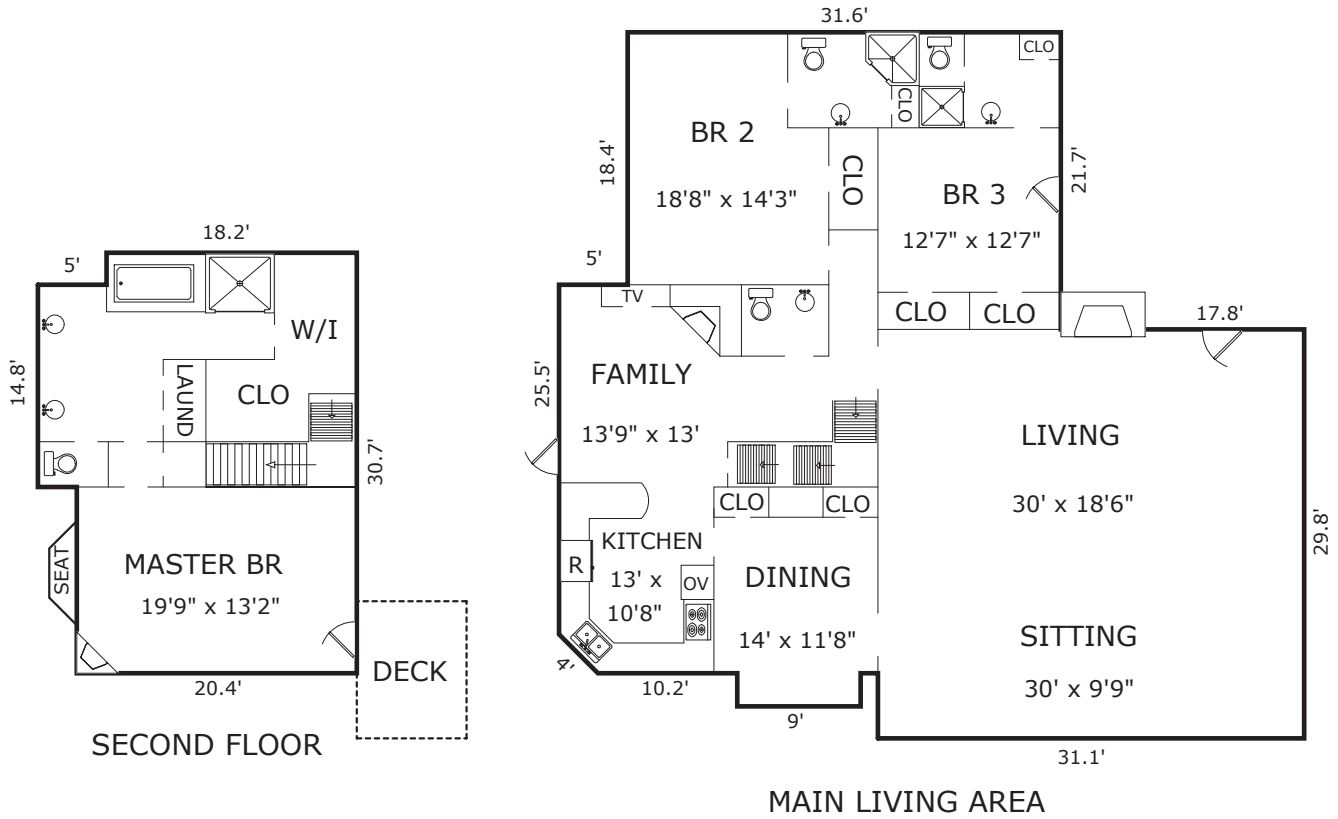 18.2'
5'
W/I
CLO
LAUND
14.8'
30.7'
MASTER BR
19'9" x 13'2"
SEAT
DECK
20.4'
SECOND FLOOR
31.6'
CLO
CLO
BR 2
18'8" x 14'3"
18.4'
CLO
BR 3
12'7" x 12'7"
21.7'
5'
TV
CLO
CLO
17.8'
FAMILY
13'9" x 13'
25.5'
LIVING
30' x 18'6"
CLO
CLO
KITCHEN
13' x
10'8"
R
OV
DINING
14' x 11'8"
29.8'
SITTING
30' x 9'9"
4'
10.2'
9'
31.1'
MAIN LIVING AREA